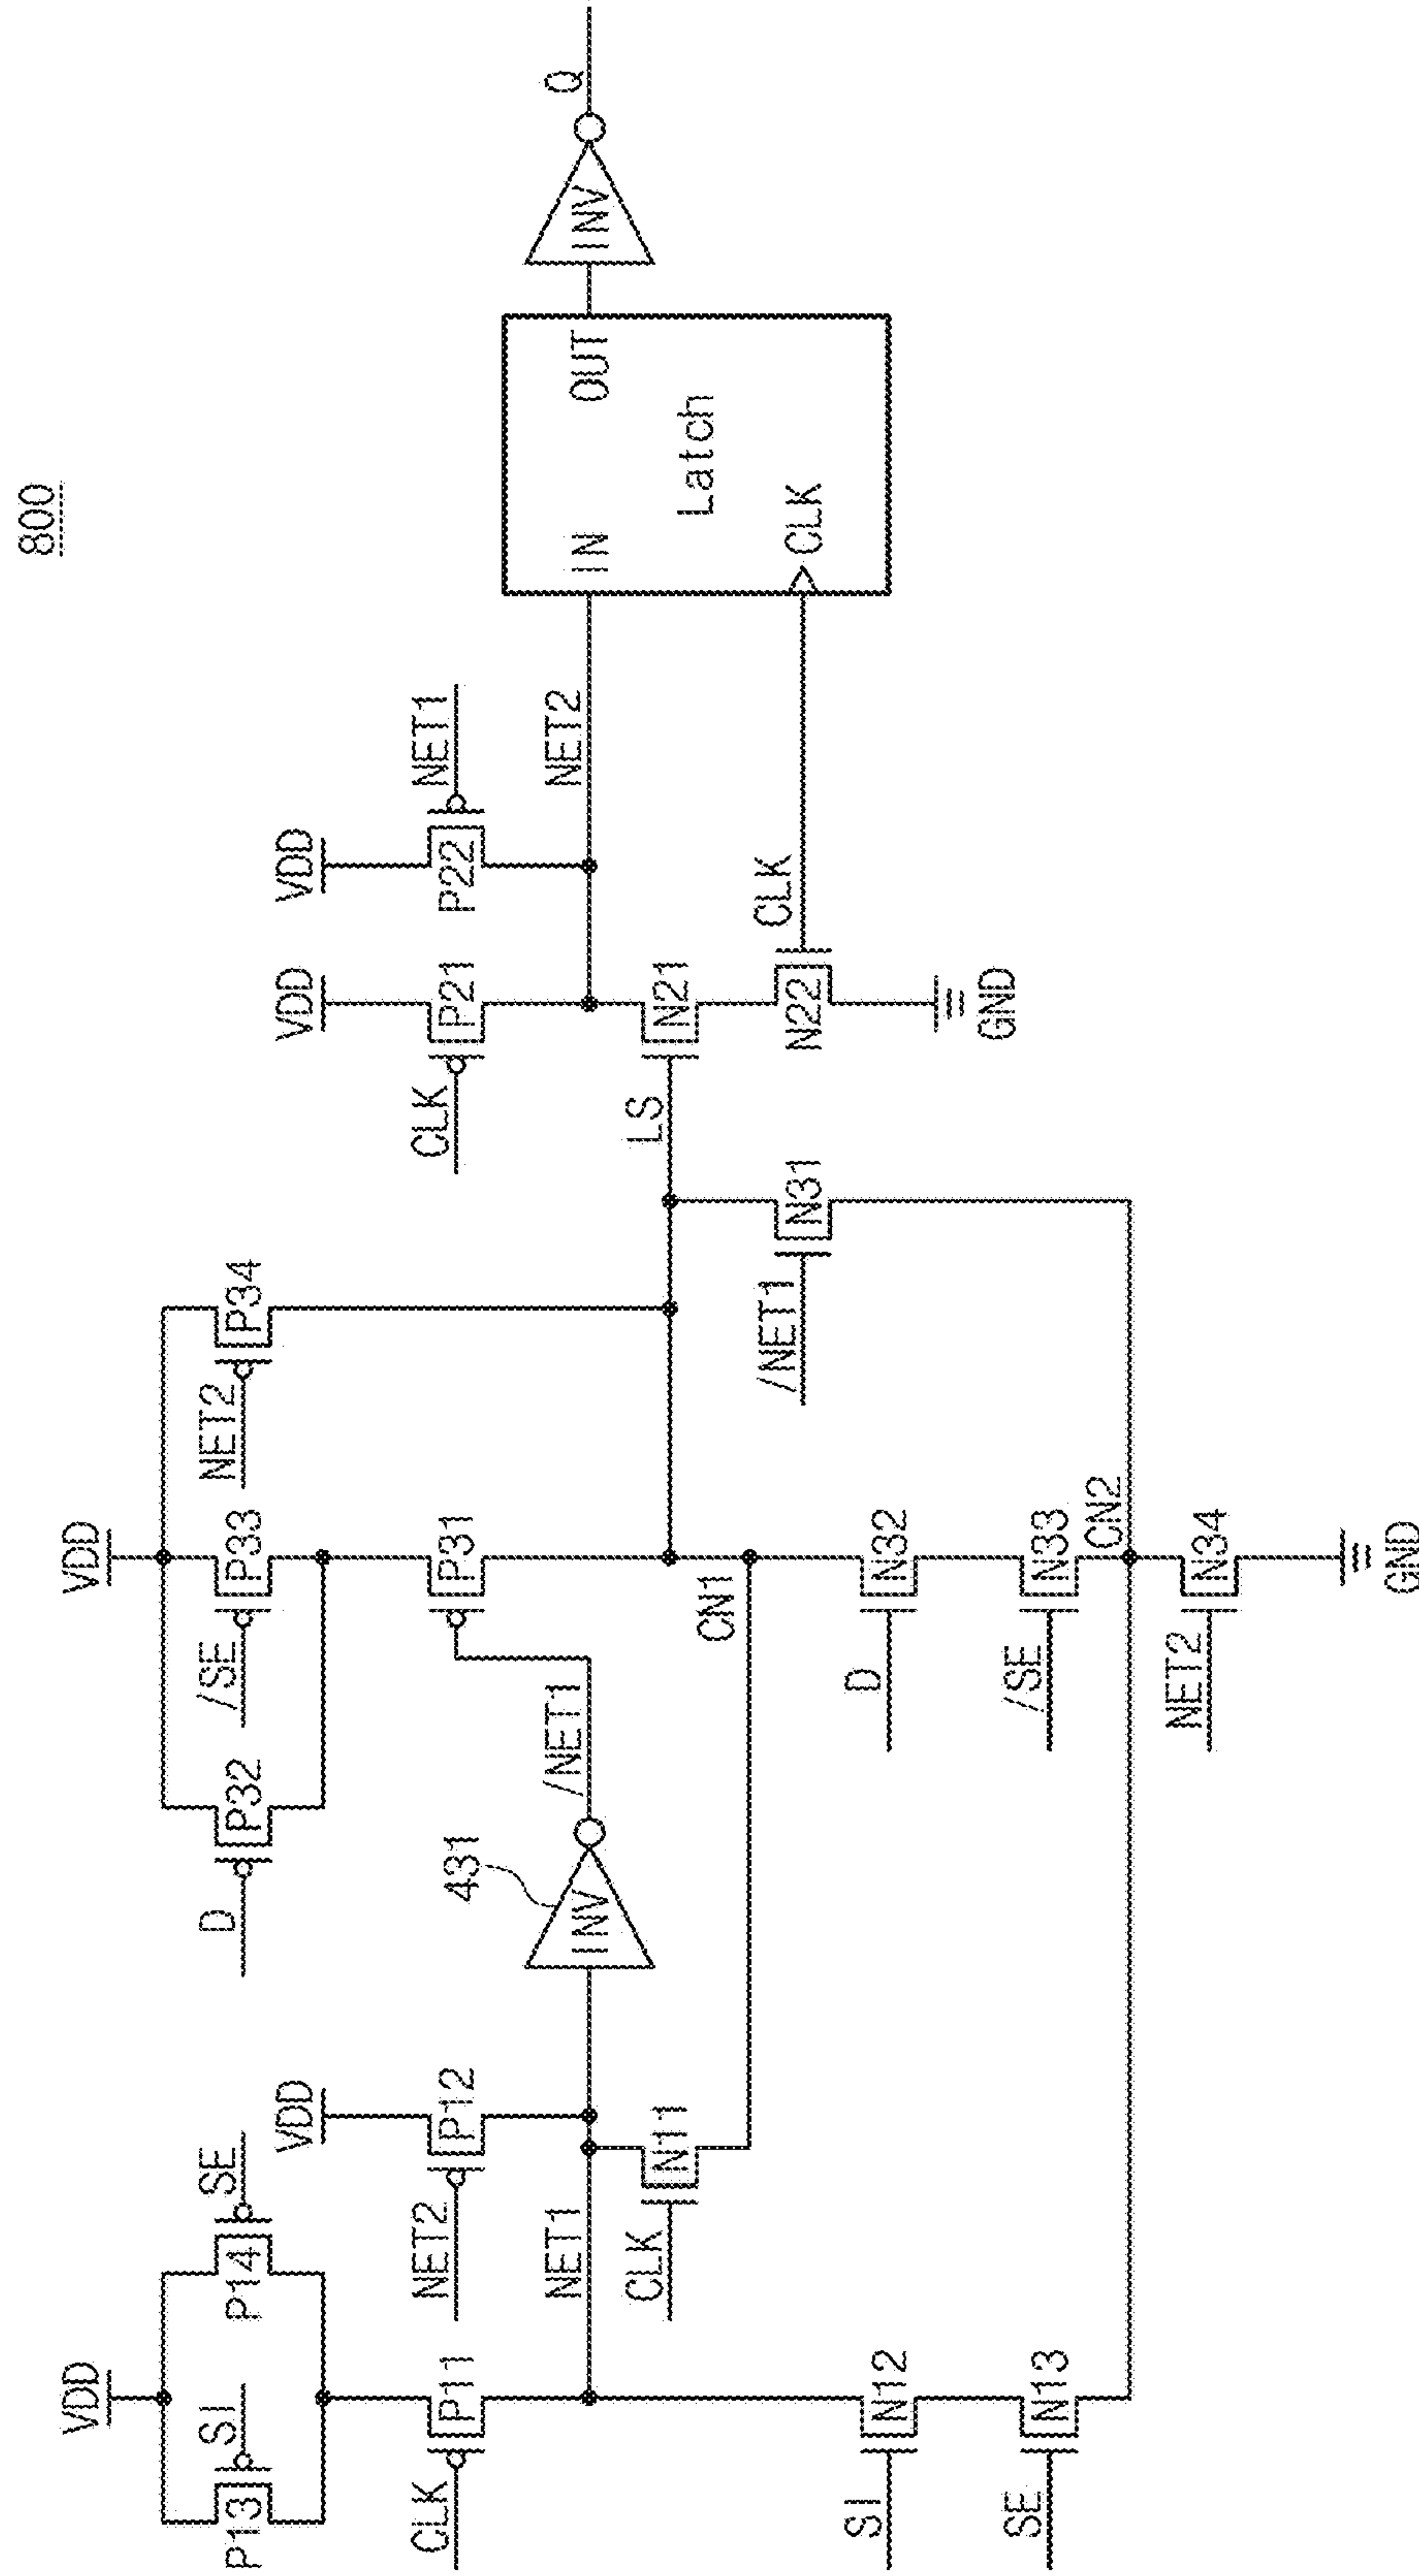 800
VDD
VDD
SI
SE
P13
P14
D
P32
/SE
P33
NET2
P34
VDD
VDD
VDD
CLK
P11
NET2
P12
431
P31
CLK
P21
P22
NET1
NET1
INV
/NET1
NET2
IN
OUT
INV
Q
CLK
N11
LS
N21
Latch
CN1
/NET1
N31
N22
CLK
CLK
SI
N12
D
N32
GND
SE
N13
/SE
N33
CN2
NET2
N34
GND